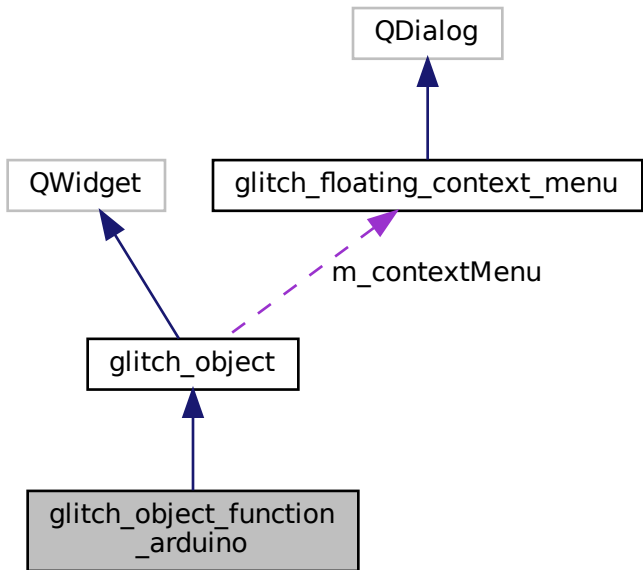 QDialog
QWidget
glitch_floating_context_menu
m_contextMenu
glitch_object
glitch_object_function
_arduino